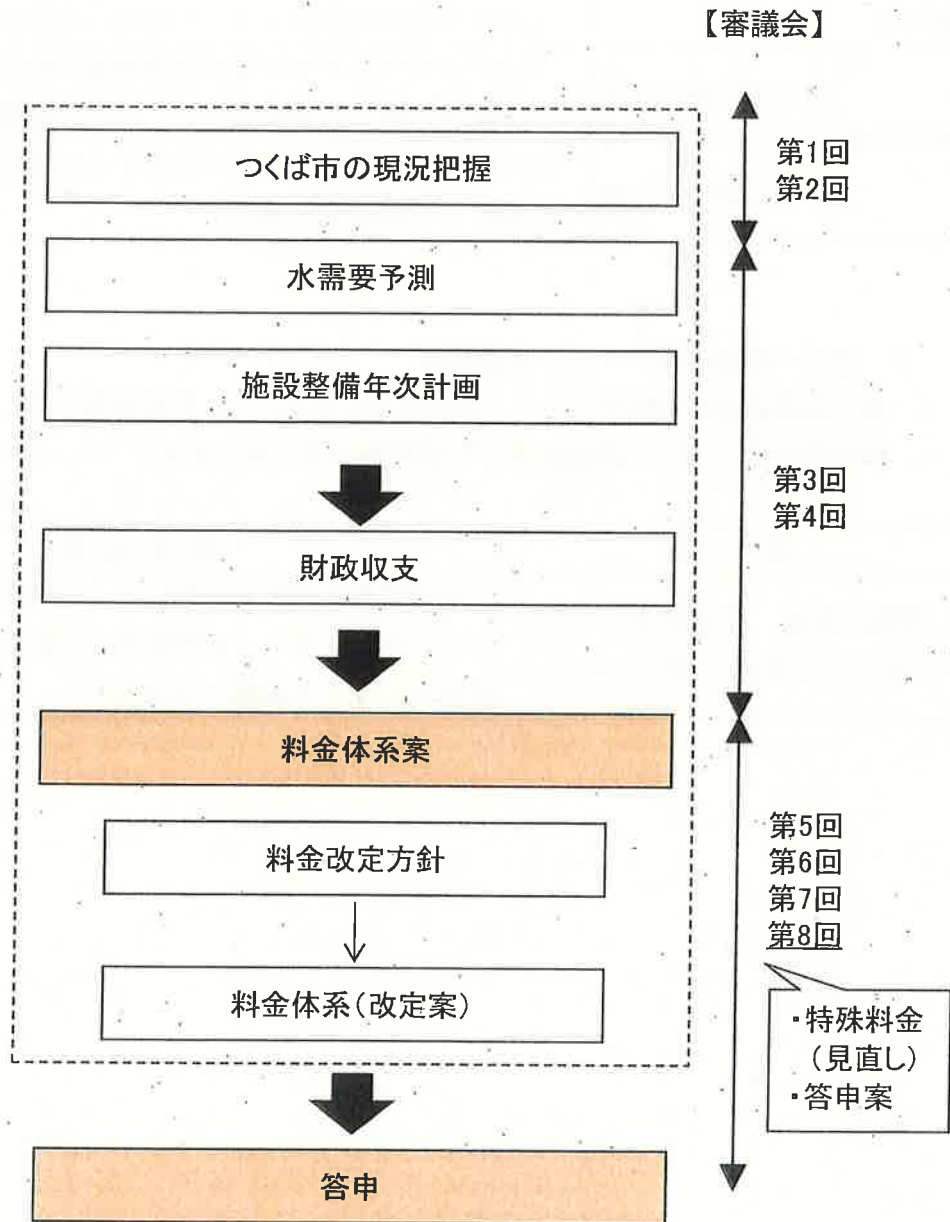 【審議会】
つくば市の現況把握
第1回
第2回
水需要予測
施設整備年次計画
第3回
第4回
財政収支
料金体系案
料金改定方針
第5回
第6回
第7回
第8回
料金体系(改定案)
・特殊料金
(見直し)
・答申案
答申